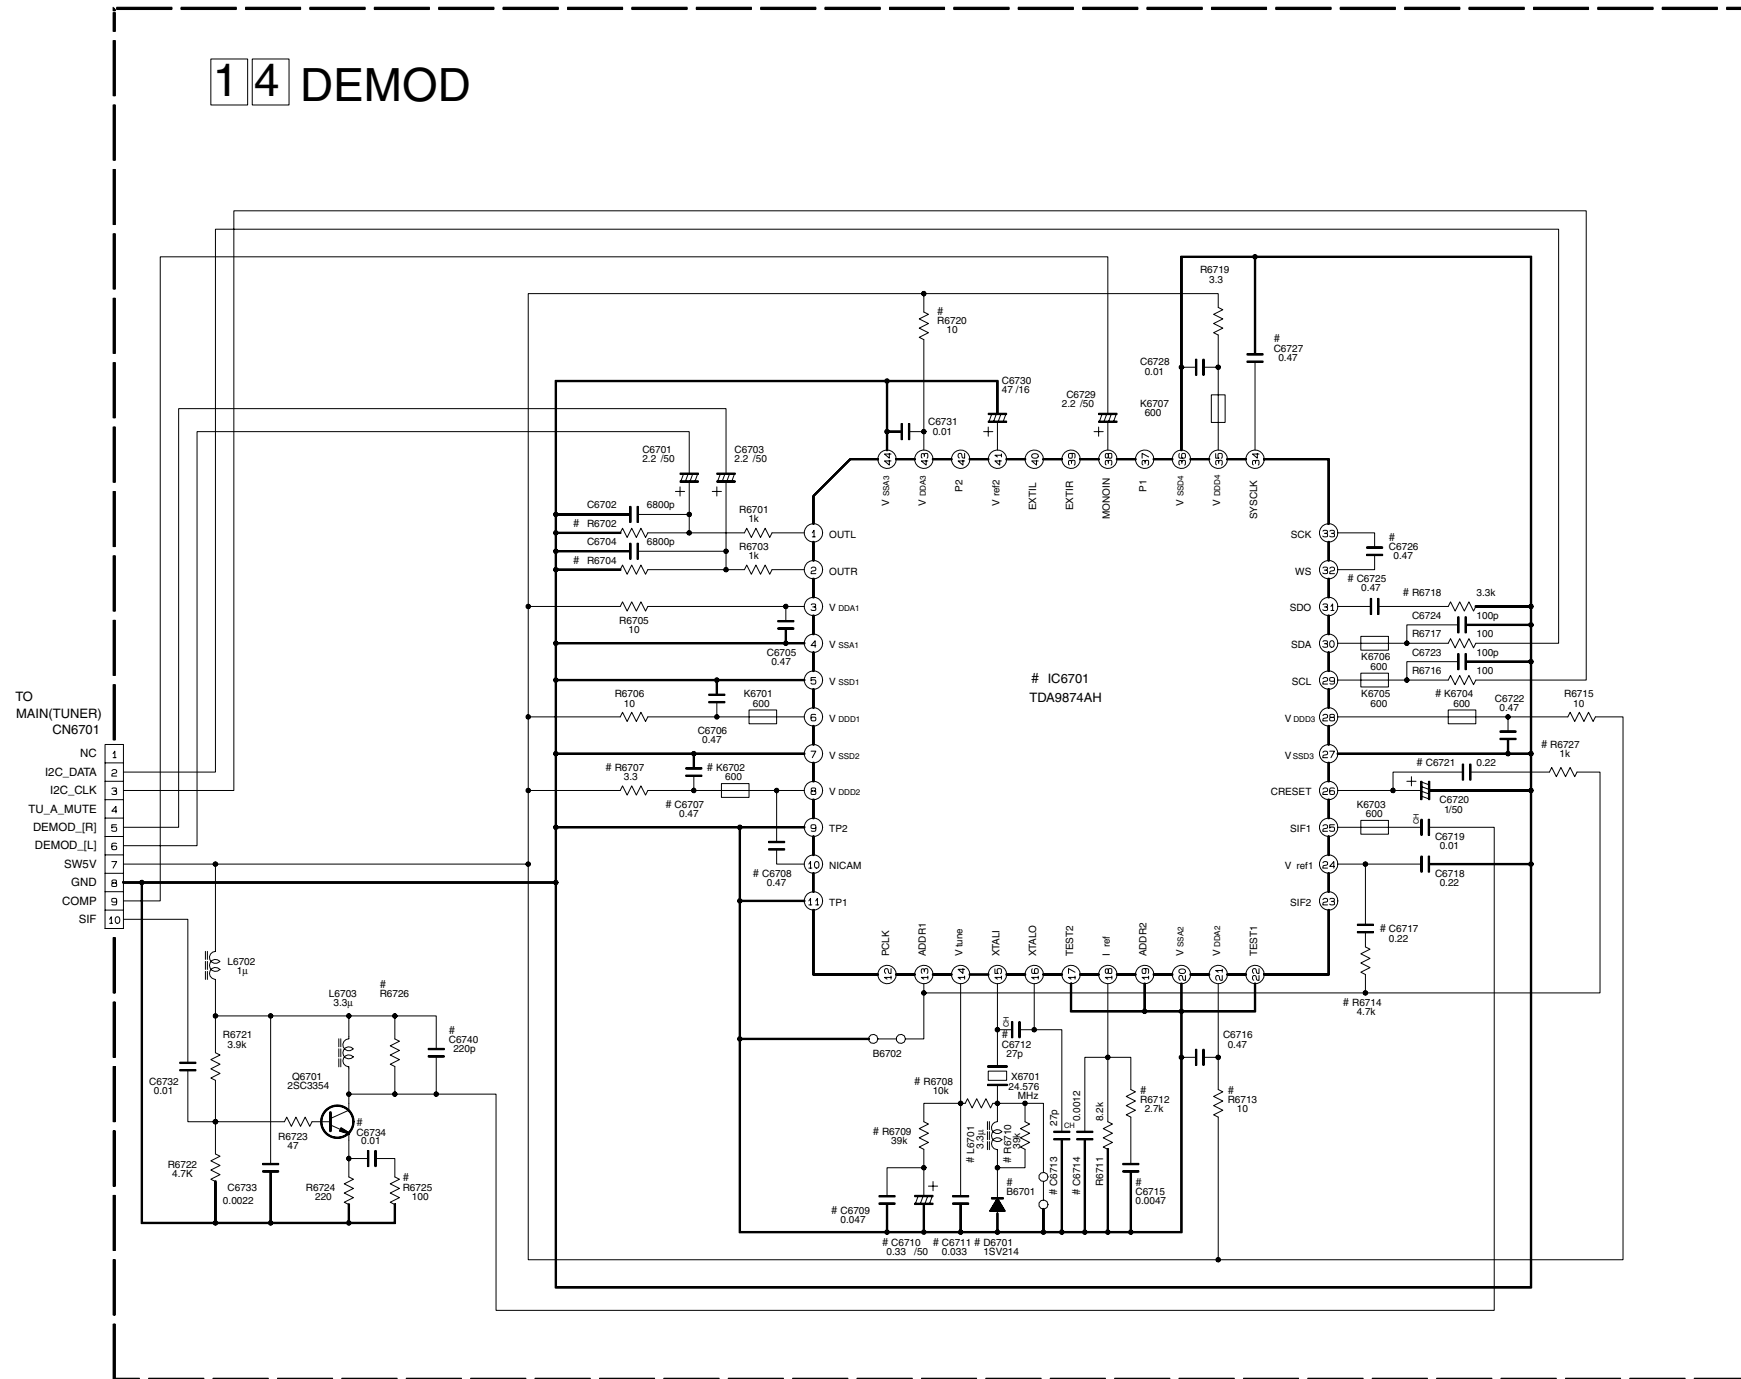 14 DEMOD
TO
MAIN(TUNER)
CN6701
NC 1
I2C_DATA 2
I2C_CLK 3
TU_A_MUTE 4
DEMOD_[R] 5
DEMOD_[L] 6
SW5V 7
GND 8
COMP 9
SIF 10
R6719
3.3
#
R6720
10
#
C6727
0.47
C6728
0.01
C6730
47 /16
C6729
2.2 /50
K6707
600
C6731
0.01
C6701
2.2 /50
C6703
2.2 /50
+
+
+
+
44
43
42
41
40
39
38
37
36
35
34
V SSA3
V DDA3
P2
V ref2
EXTIL
EXTIR
MONOIN
P1
V SSD4
V DDD4
SYSCLK
C6702 6800p
# R6702
R6701
1k
C6704 6800p
# R6704
R6703
1k
R6705
10
C6705
0.47
R6706
10
K6701
600
C6706
0.47
# R6707
3.3
# K6702
600
# C6707
0.47
# C6708
0.47
1 OUTL
2 OUTR
3 V DDA1
4 V SSA1
5 V SSD1
6 V DDD1
7 V SSD2
8 V DDD2
9 TP2
10 NICAM
11 TP1
# IC6701
TDA9874AH
SCK 33
WS 32
SDO 31
SDA 30
SCL 29
V DDD3 28
V SSD3 27
CRESET 26
SIF1 25
V ref1 24
SIF2 23
#
C6726
0.47
# C6725
0.47
# R6718 3.3k
C6724 100p
R6717 100
K6706
600
C6723 100p
R6716 100
K6705
600
# K6704
600
C6722
0.47
R6715
10
# R6727
1k
# C6721 0.22
+
C6720
1/50
K6703
600
CH
C6719
0.01
C6718
0.22
# C6717
0.22
# R6714
4.7k
PCLK
ADDR1
V tune
XTALI
XTALO
TEST2
I ref
ADDR2
V SSA2
V DDA2
TEST1
12
13
14
15
16
17
18
19
20
21
22
L6702
1µ
L6703
3.3µ
#
R6726
R6721
3.9k
#
C6740
220p
Q6701
2SC3354
C6732
0.01
R6723
47
#
C6734
0.01
R6722
4.7K
C6733
0.0022
R6724
220
#
R6725
100
B6702
CH
#
C6712
27p
X6701
24.576
MHz
C6716
0.47
# R6708
10k
# R6709
39k
# L6701
3.3µ
# R6710
39k
27p
CH
# C6713
0.0012
# C6714
8.2k
R6711
#
R6712
2.7k
#
R6713
10
#
B6701
#
C6715
0.0047
# C6709
0.047
+
# C6710
0.33 /50
# C6711
0.033
# D6701
1SV214